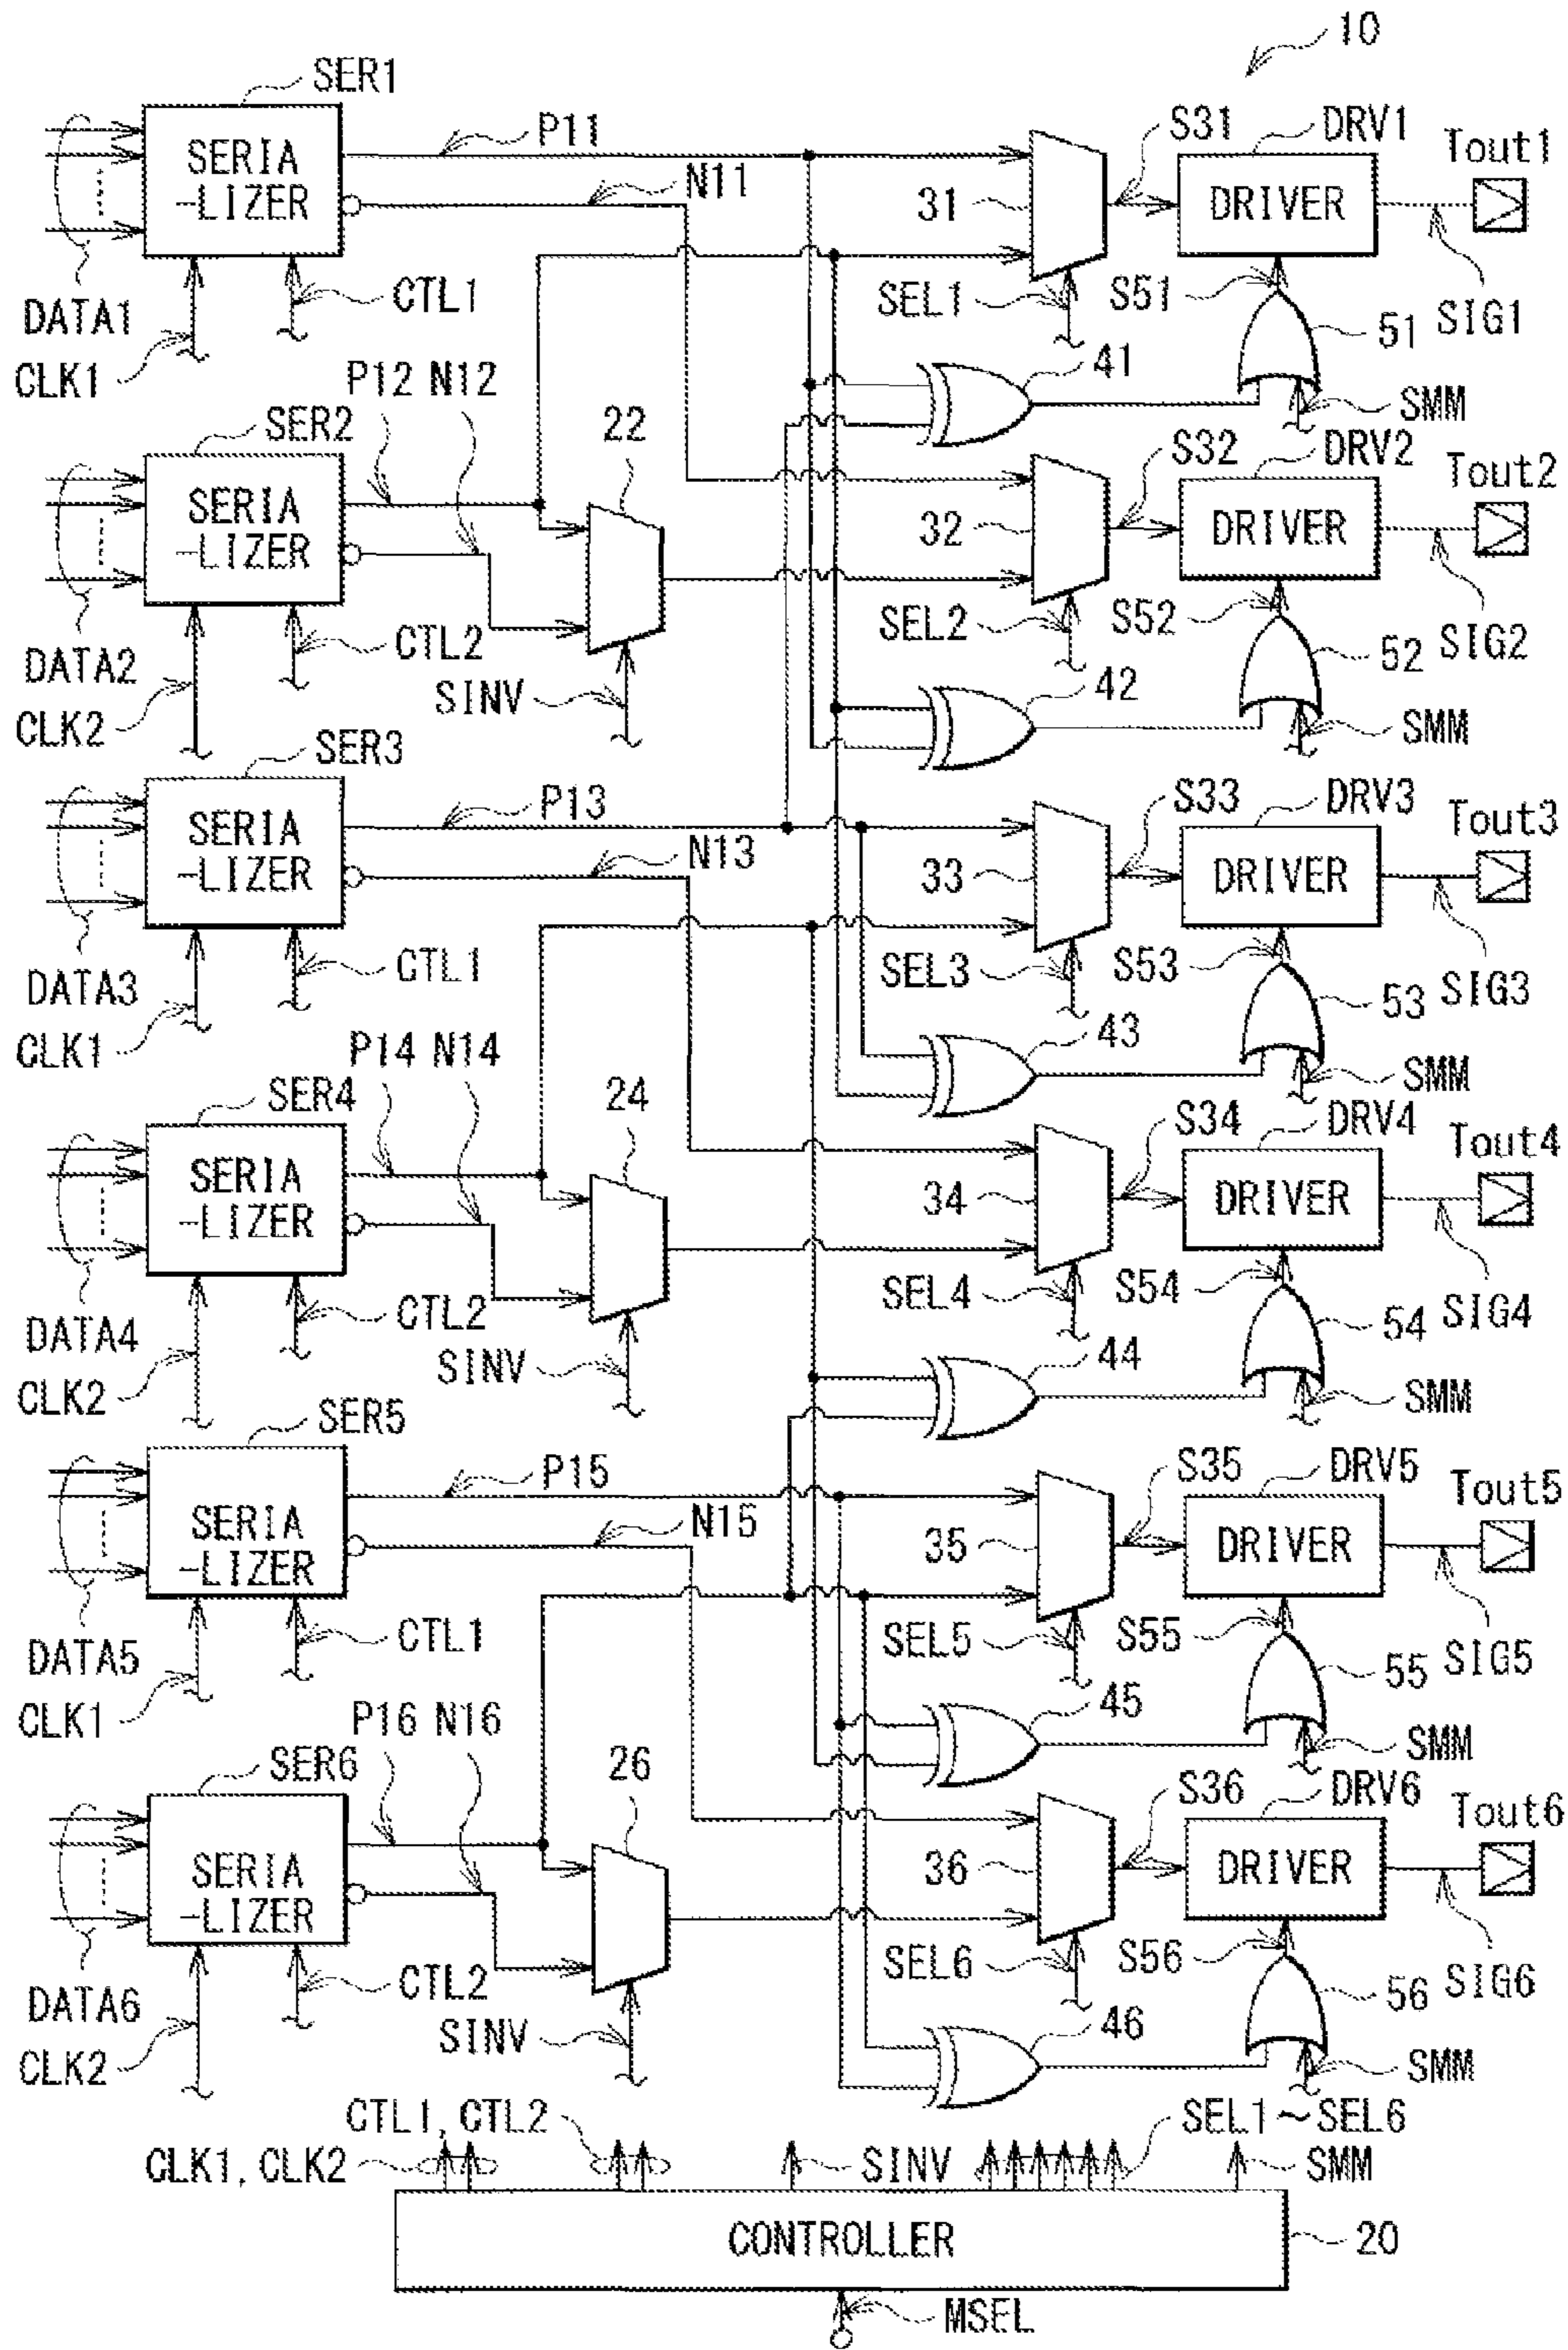 10
SER1
P11
S31
DRV1
Tout1
SERIA
-LIZER
N11
31
DRIVER
DATA1
CTL1
SEL1
S51
51
SIG1
CLK1
P12 N12
41
SMM
SER2
22
S32
DRV2
Tout2
SERIA
-LIZER
32
DRIVER
DATA2
CTL2
SEL2
S52
52
SIG2
SINV
42
CLK2
SMM
SER3
P13
S33
DRV3
Tout3
SERIA
-LIZER
N13
33
DRIVER
DATA3
CTL1
SEL3
S53
53
SIG3
CLK1
P14 N14
43
SMM
SER4
24
S34
DRV4
Tout4
SERIA
-LIZER
34
DRIVER
DATA4
CTL2
SEL4
S54
54
SIG4
SINV
44
CLK2
SMM
SER5
P15
S35
DRV5
Tout5
SERIA
-LIZER
N15
35
DRIVER
DATA5
CTL1
SEL5
S55
55
SIG5
CLK1
P16 N16
45
SMM
SER6
26
S36
DRV6
Tout6
SERIA
-LIZER
36
DRIVER
DATA6
CTL2
SEL6
S56
56
SIG6
SINV
46
CLK2
SMM
CTL1, CTL2
SEL1~SEL6
CLK1, CLK2
SINV
SMM
CONTROLLER
20
MSEL